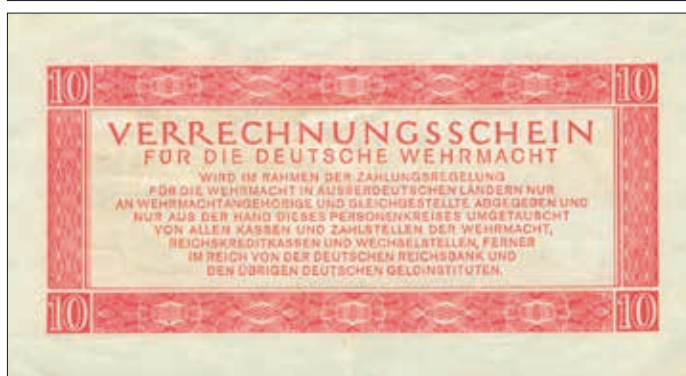 10 10
VERRECHNUNGSSCHEIN
FÜR DIE DEUTSCHE WEHRMACHT
WIRD IM RAHMEN DER ZAHLUNGSREGELUNG
FÜR DIE WEHRMACHT IN AUSSERDEUTSCHEN LÄNDERN NUR
AN WEHRMACHTANGEHÖRIGE UND GLEICHGESTELLTE ABGEGEBEN UND
NUR AUS DER HAND DIESES PERSONENKREISES UMGETAUSCHT
VON ALLEN KASSEN UND ZAHLSTELLEN DER WEHRMACHT,
REICHSKREDITKASSEN UND WECHSELSTELLEN, FERNER
IM REICH VON DER DEUTSCHEN REICHSBANK UND
DEN ÜBRIGEN DEUTSCHEN GELDINSTITUTEN.
10 10